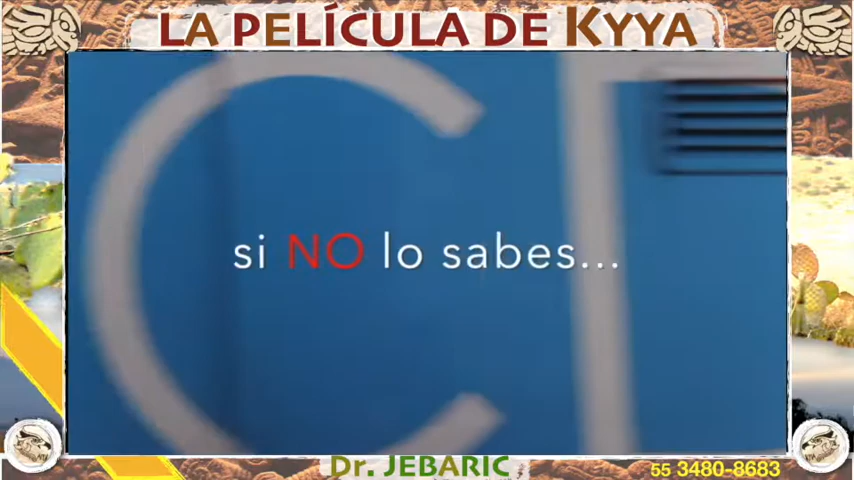 LA PELÍCULA DE KYYA
si NO lo sabes...
Dr. JEBARIC
55 3480-8683